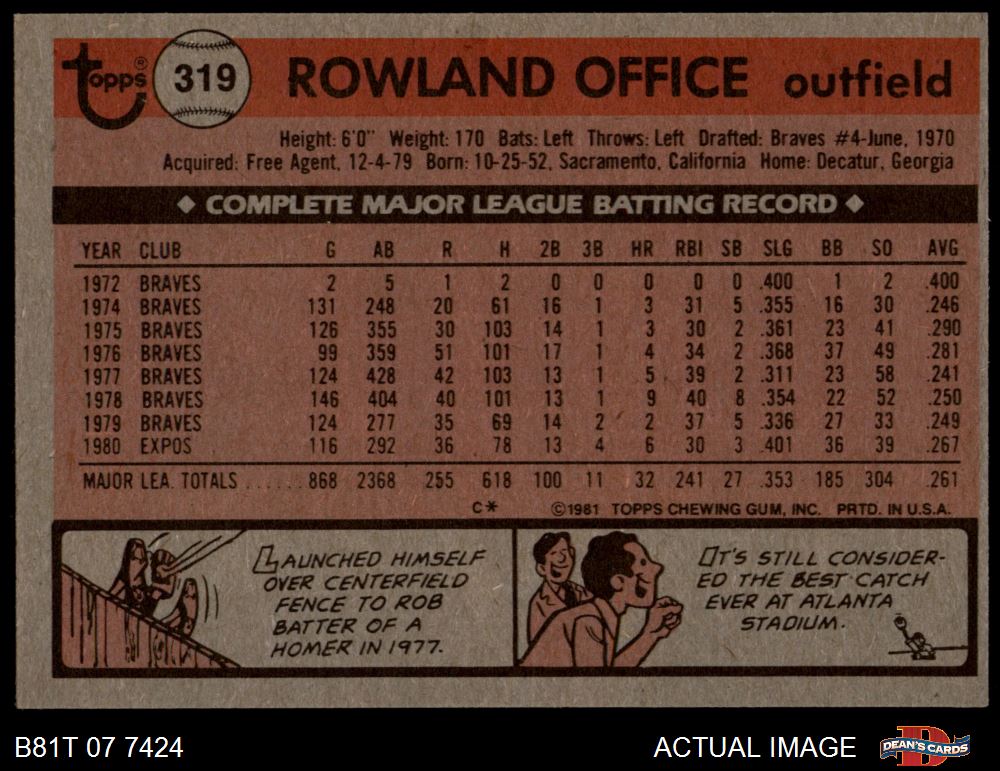 topps® 319 ROWLAND OFFICE outfield
Height: 6'0" Weight: 170 Bats: Left Throws: Left Drafted: Braves #4-June, 1970
Acquired: Free Agent, 12-4-79 Born: 10-25-52, Sacramento, California Home: Decatur, Georgia
◆ COMPLETE MAJOR LEAGUE BATTING RECORD ◆
YEAR CLUB G AB R H 2B 3B HR RBI SB SLG BB SO AVG
1972 BRAVES 2 5 1 2 0 0 0 0 0 .400 1 2 .400
1974 BRAVES 131 248 20 61 16 1 3 31 5 .355 16 30 .246
1975 BRAVES 126 355 30 103 14 1 3 30 2 .361 23 41 .290
1976 BRAVES 99 359 51 101 17 1 4 34 2 .368 37 49 .281
1977 BRAVES 124 428 42 103 13 1 5 39 2 .311 23 58 .241
1978 BRAVES 146 404 40 101 13 1 9 40 8 .354 22 52 .250
1979 BRAVES 124 277 35 69 14 2 2 37 5 .336 27 33 .249
1980 EXPOS 116 292 36 78 13 4 6 30 3 .401 36 39 .267
MAJOR LEA. TOTALS ...... 868 2368 255 618 100 11 32 241 27 .353 185 304 .261
C* ©1981 TOPPS CHEWING GUM, INC. PRTD. IN U.S.A.
LAUNCHED HIMSELF
OVER CENTERFIELD
FENCE TO ROB
BATTER OF A
HOMER IN 1977.
IT'S STILL CONSIDER-
ED THE BEST CATCH
EVER AT ATLANTA
STADIUM.
B81T 07 7424 ACTUAL IMAGE DEAN'S CARDS